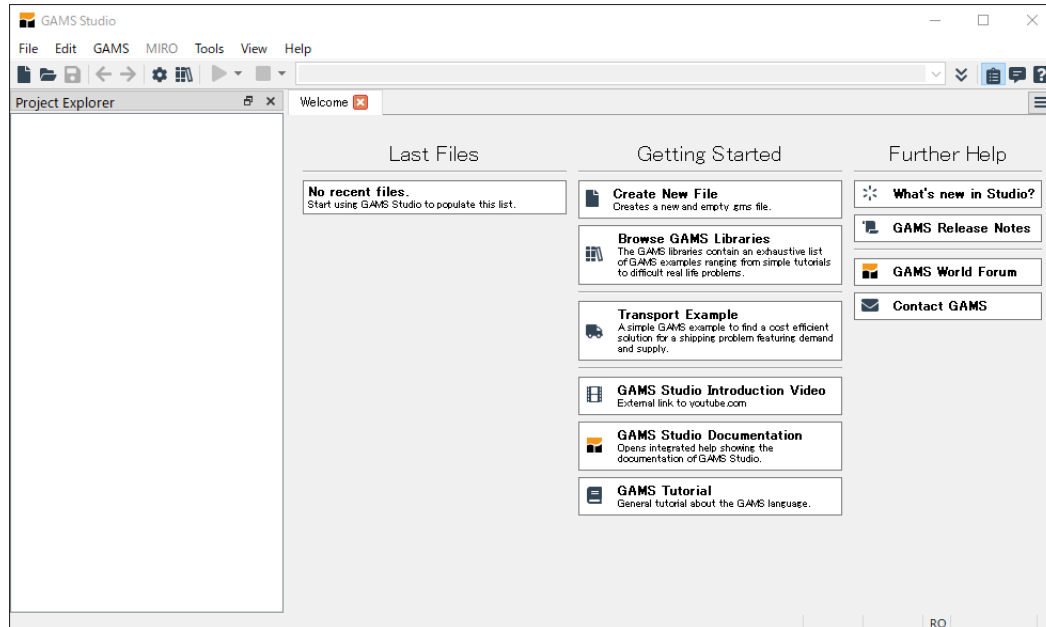 GAMS Studio
File Edit GAMS MIRO Tools View Help
Project Explorer
Welcome
Last Files
No recent files.
Start using GAMS Studio to populate this list.
Getting Started
Create New File
Creates a new and empty gms file.
Browse GAMS Libraries
The GAMS libraries contain an exhaustive list
of GAMS examples ranging from simple tutorials
to difficult real life problems.
Transport Example
A simple GAMS example to find a cost efficient
solution for a shipping problem featuring demand
and supply.
GAMS Studio Introduction Video
External link to youtube.com
GAMS Studio Documentation
Opens integrated help showing the
documentation of GAMS Studio.
GAMS Tutorial
General tutorial about the GAMS language.
Further Help
What's new in Studio?
GAMS Release Notes
GAMS World Forum
Contact GAMS
RO